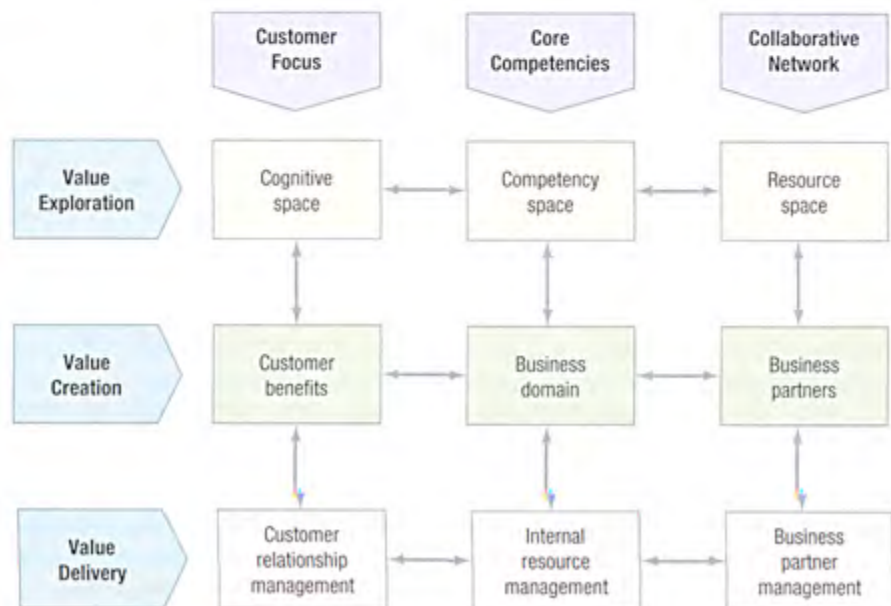 Customer
Focus
Core
Competencies
Collaborative
Network
Value
Exploration
Cognitive
space
Competency
space
Resource
space
Value
Creation
Customer
benefits
Business
domain
Business
partners
Value
Delivery
Customer
relationship
management
Internal
resource
management
Business
partner
management